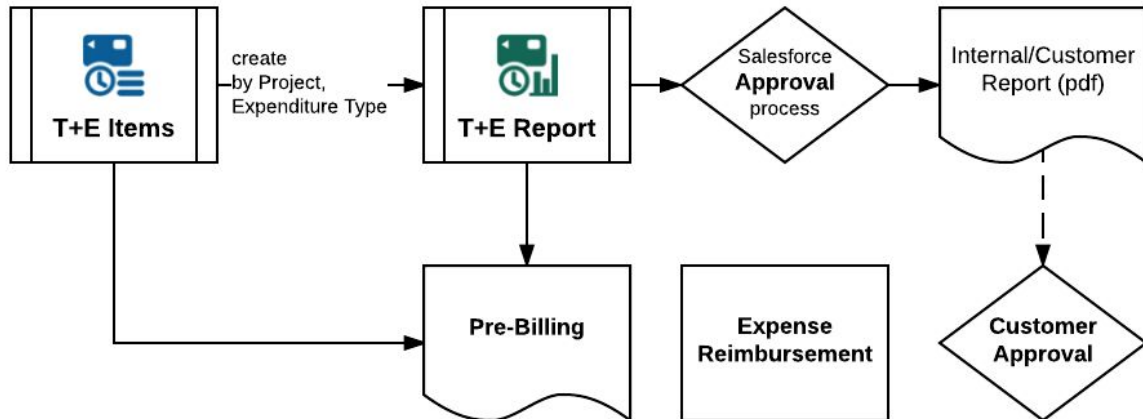 T+E Items
create
by Project,
Expenditure Type
T+E Report
Salesforce
Approval
process
Internal/Customer
Report (pdf)
Pre-Billing
Expense
Reimbursement
Customer
Approval